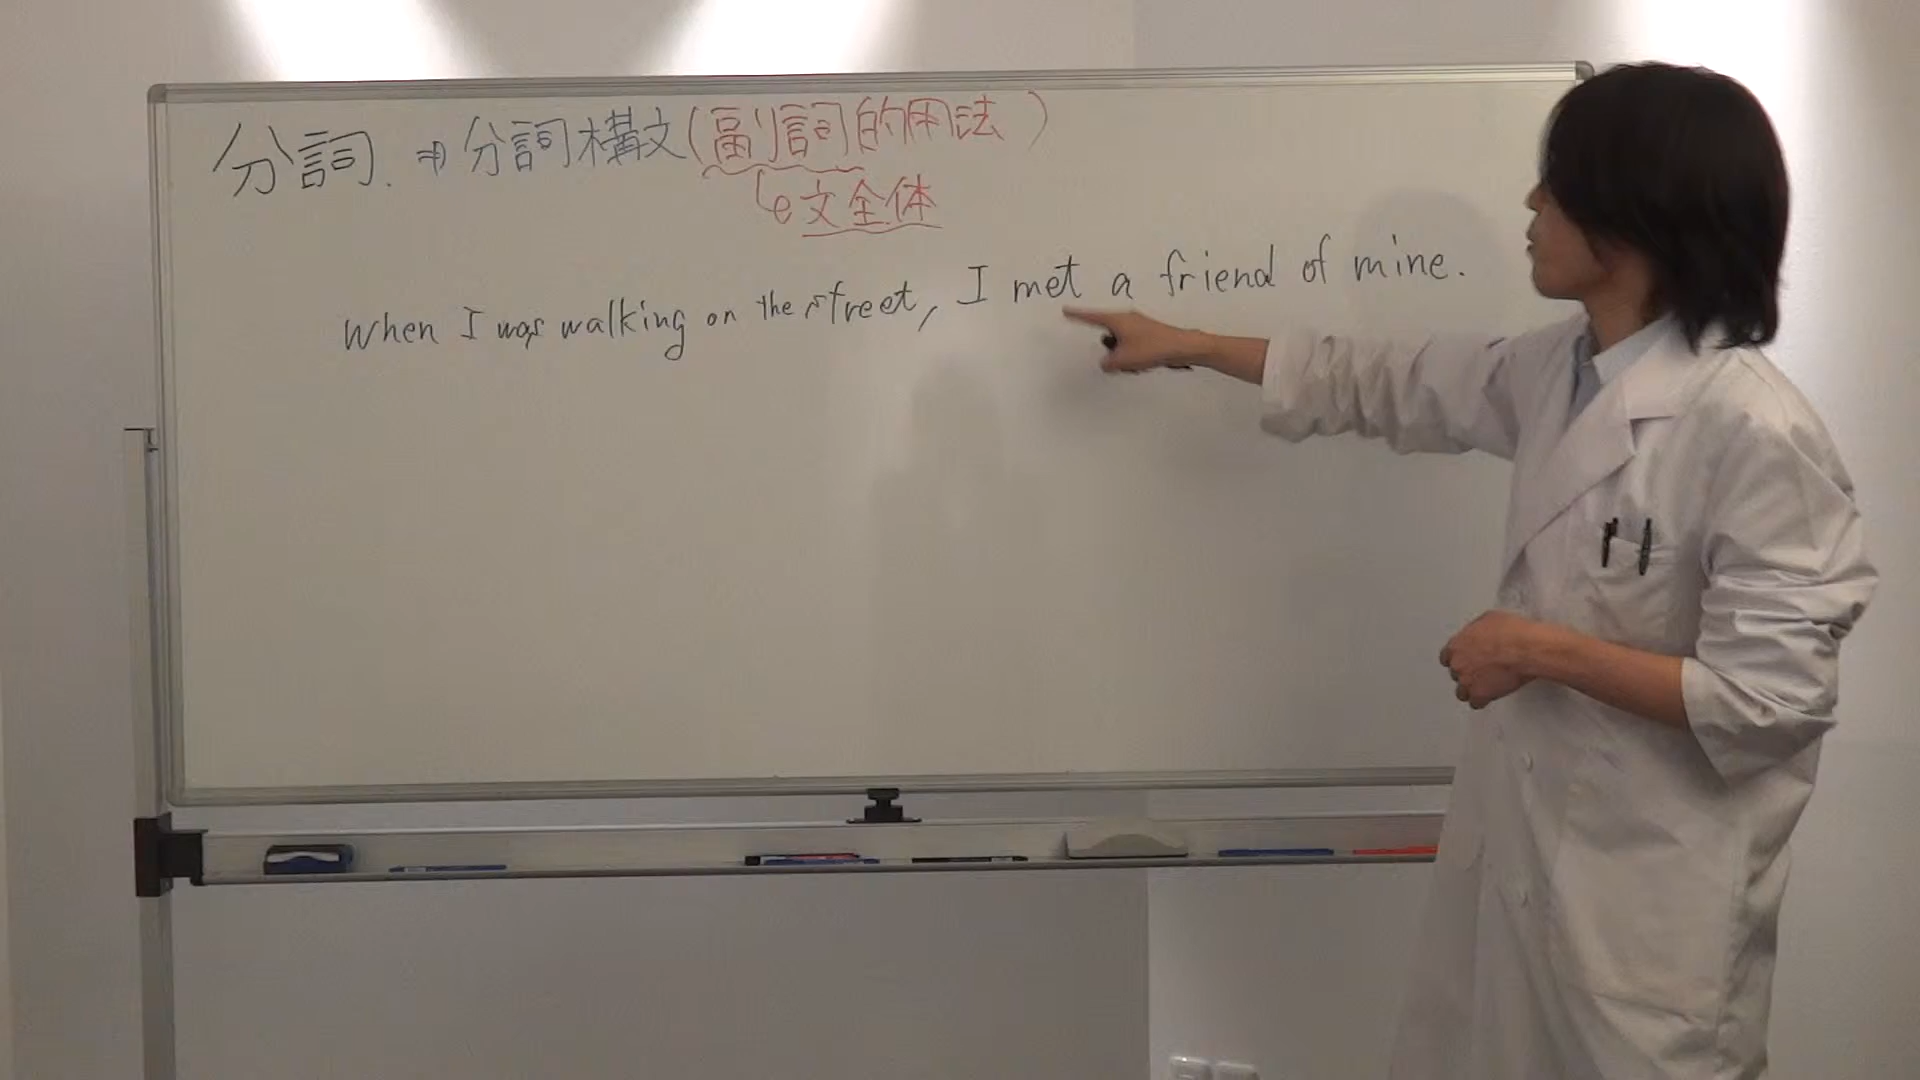 分詞. ⇒ 分詞構文(副詞的用法)
↳文全体
When I was walking on the street, I met a friend of mine.